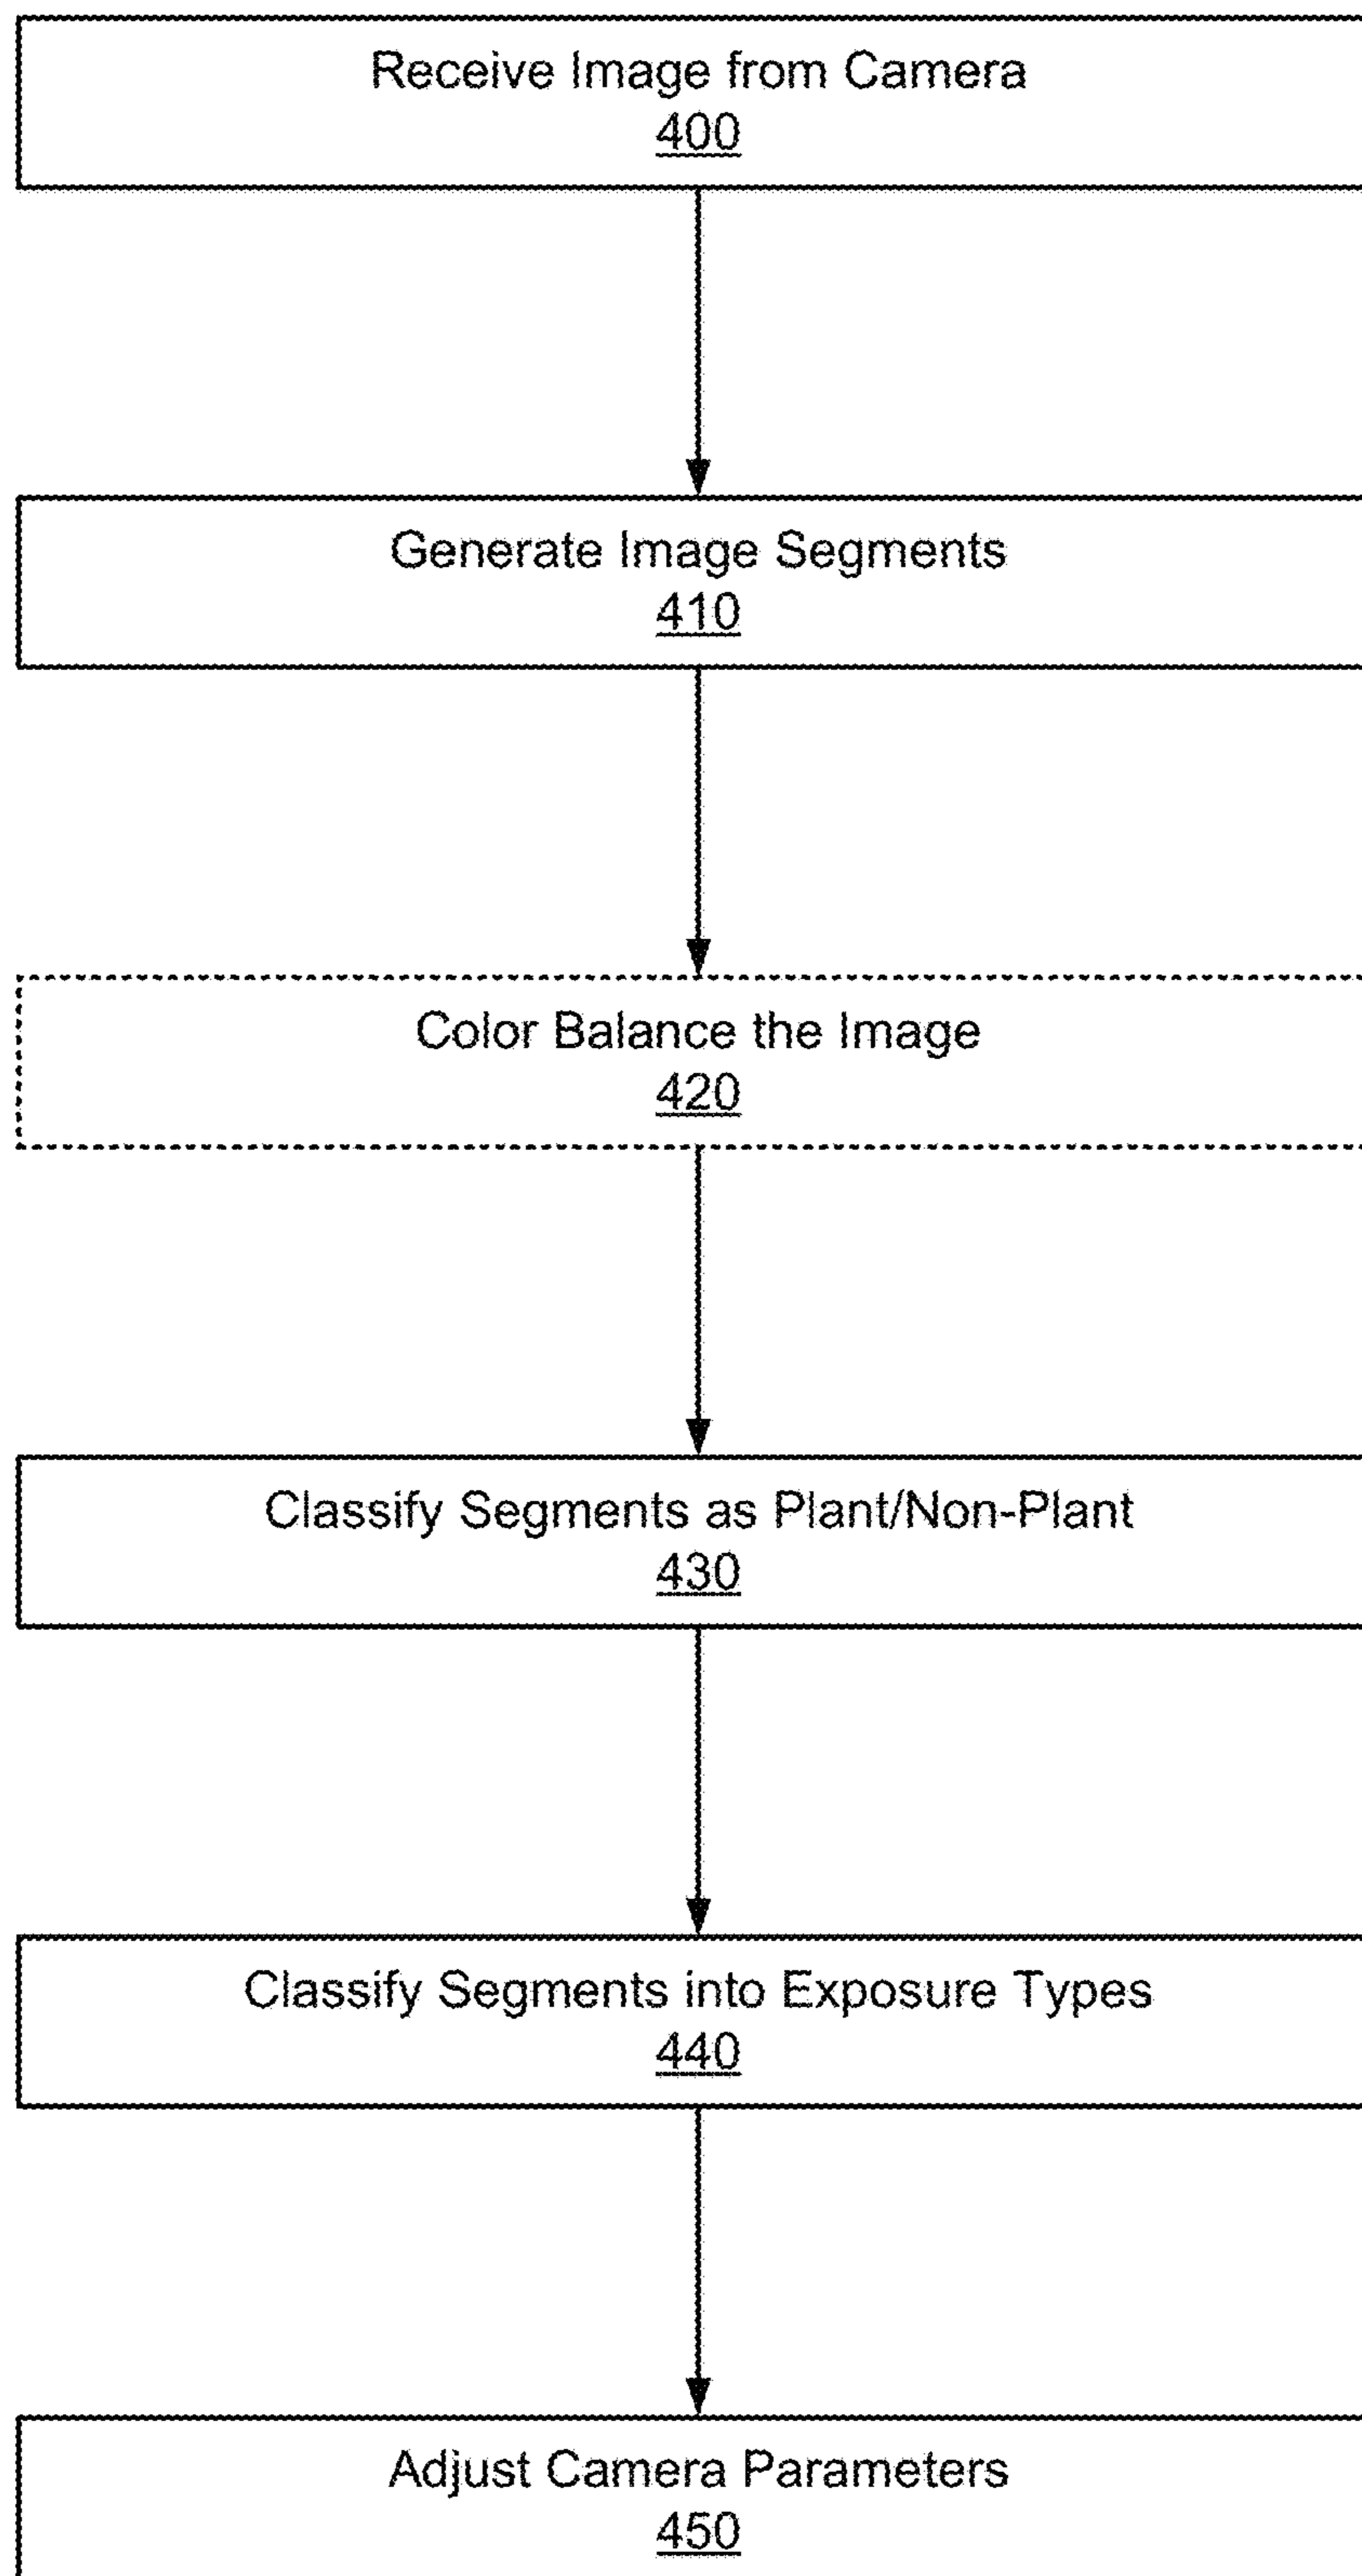 Receive Image from Camera
400
Generate Image Segments
410
Color Balance the Image
420
Classify Segments as Plant/Non-Plant
430
Classify Segments into Exposure Types
440
Adjust Camera Parameters
450